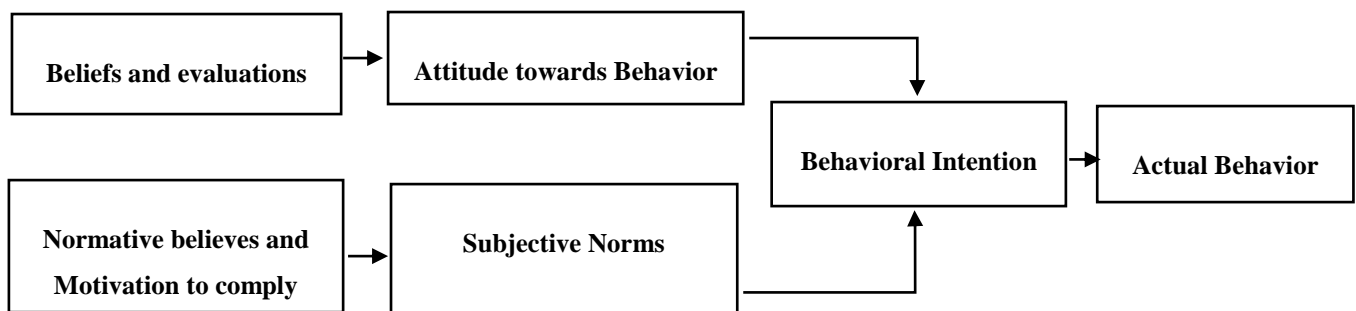 Beliefs and evaluations
Attitude towards Behavior
Behavioral Intention
Actual Behavior
Normative believes and
Motivation to comply
Subjective Norms